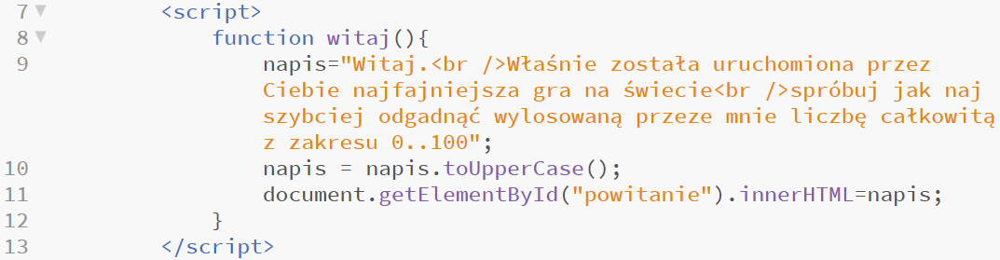 7 <script>
8 function witaj(){
9 napis="Witaj.<br />Właśnie została uruchomiona przez
Ciebie najfajniejsza gra na świecie<br />spróbuj jak naj
szybciej odgadnąć wylosowaną przeze mnie liczbę całkowitą
z zakresu 0..100";
10 napis = napis.toUpperCase();
11 document.getElementById("powitanie").innerHTML=napis;
12 }
13 </script>